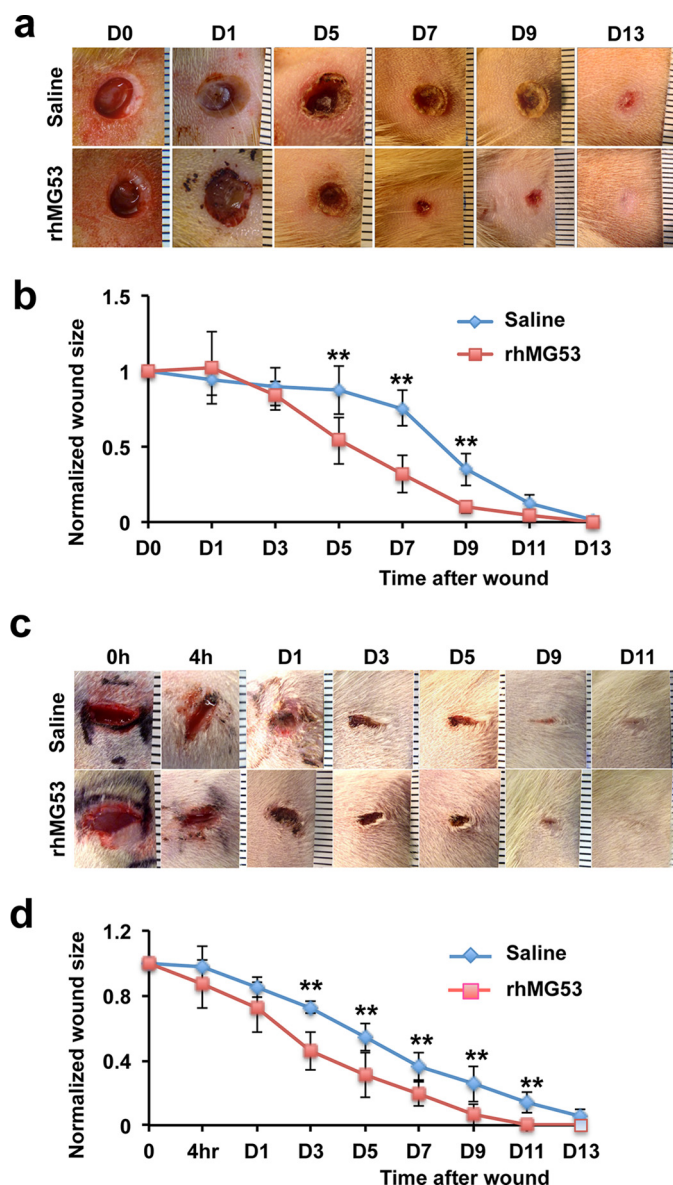 a
D0 D1 D5 D7 D9 D13
Saline
rhMG53
b
Normalized wound size
1.5
1
0.5
0
Saline
rhMG53
**
**
**
D0 D1 D3 D5 D7 D9 D11 D13
Time after wound
c
0h 4h D1 D3 D5 D9 D11
Saline
rhMG53
d
Normalized wound size
1.2
0.8
0.4
0
Saline
rhMG53
**
**
**
**
**
0 4hr D1 D3 D5 D7 D9 D11 D13
Time after wound